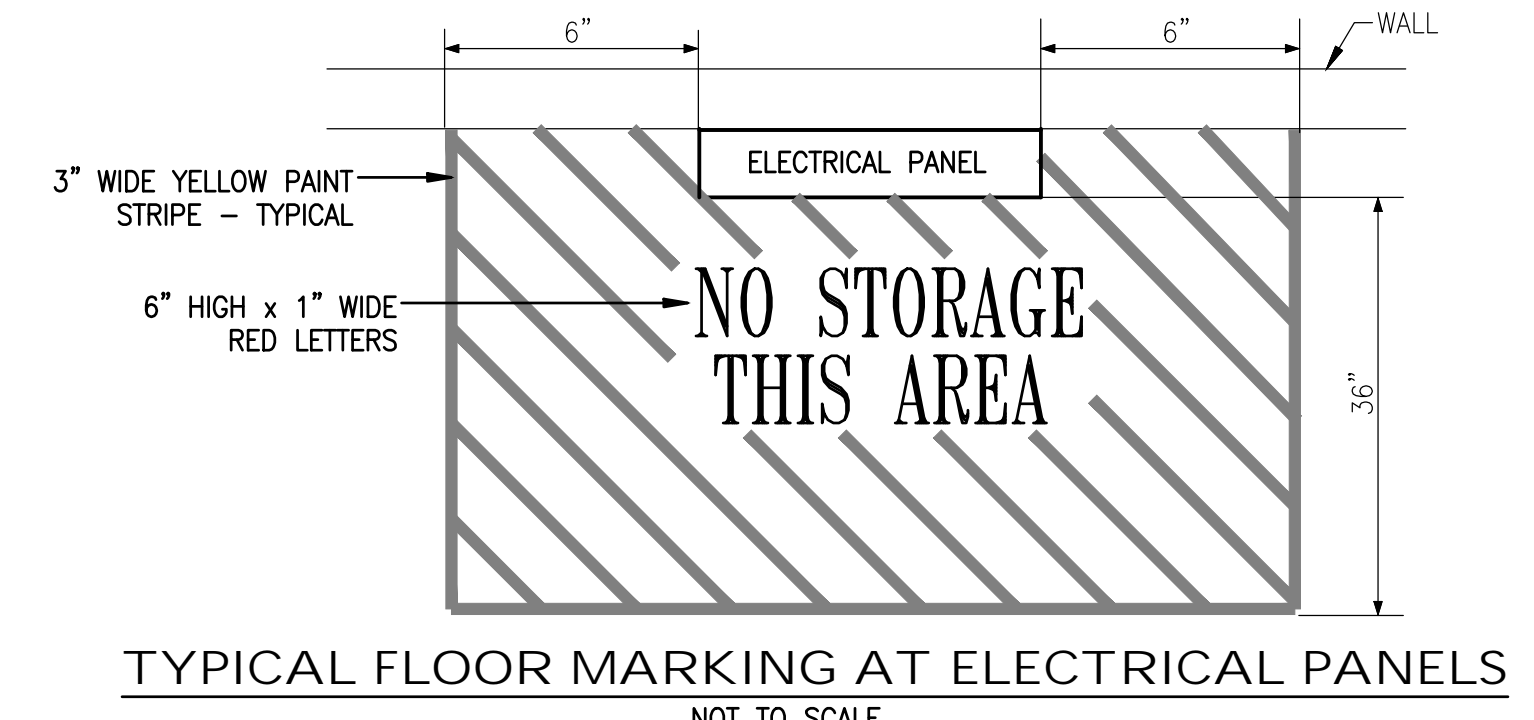 6” 6” WALL
ELECTRICAL PANEL
3” WIDE YELLOW PAINT
STRIPE – TYPICAL
6” HIGH x 1” WIDE
RED LETTERS
NO STORAGE
THIS AREA
36”
TYPICAL FLOOR MARKING AT ELECTRICAL PANELS
NOT TO SCALE